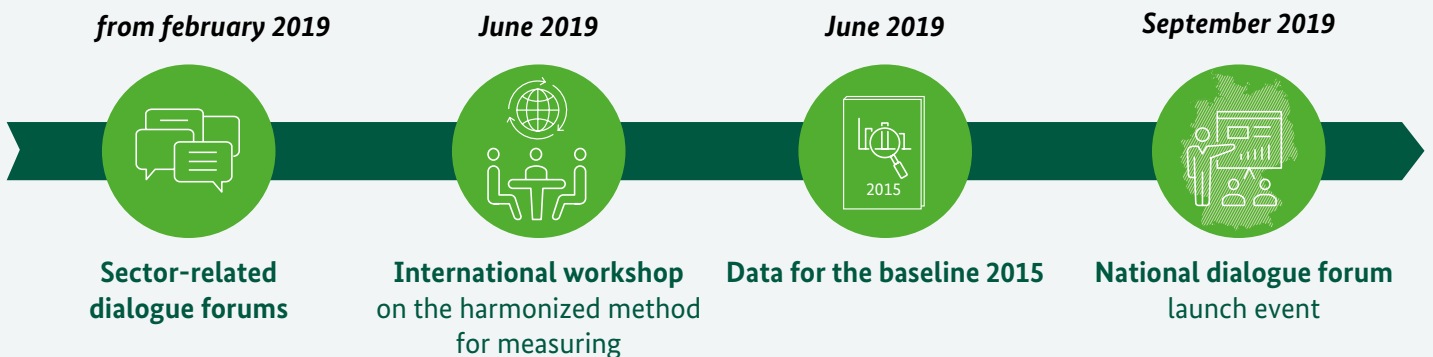 from february 2019
June 2019
June 2019
September 2019
2015
Sector-related
dialogue forums
International workshop
on the harmonized method
for measuring
Data for the baseline 2015
National dialogue forum
launch event